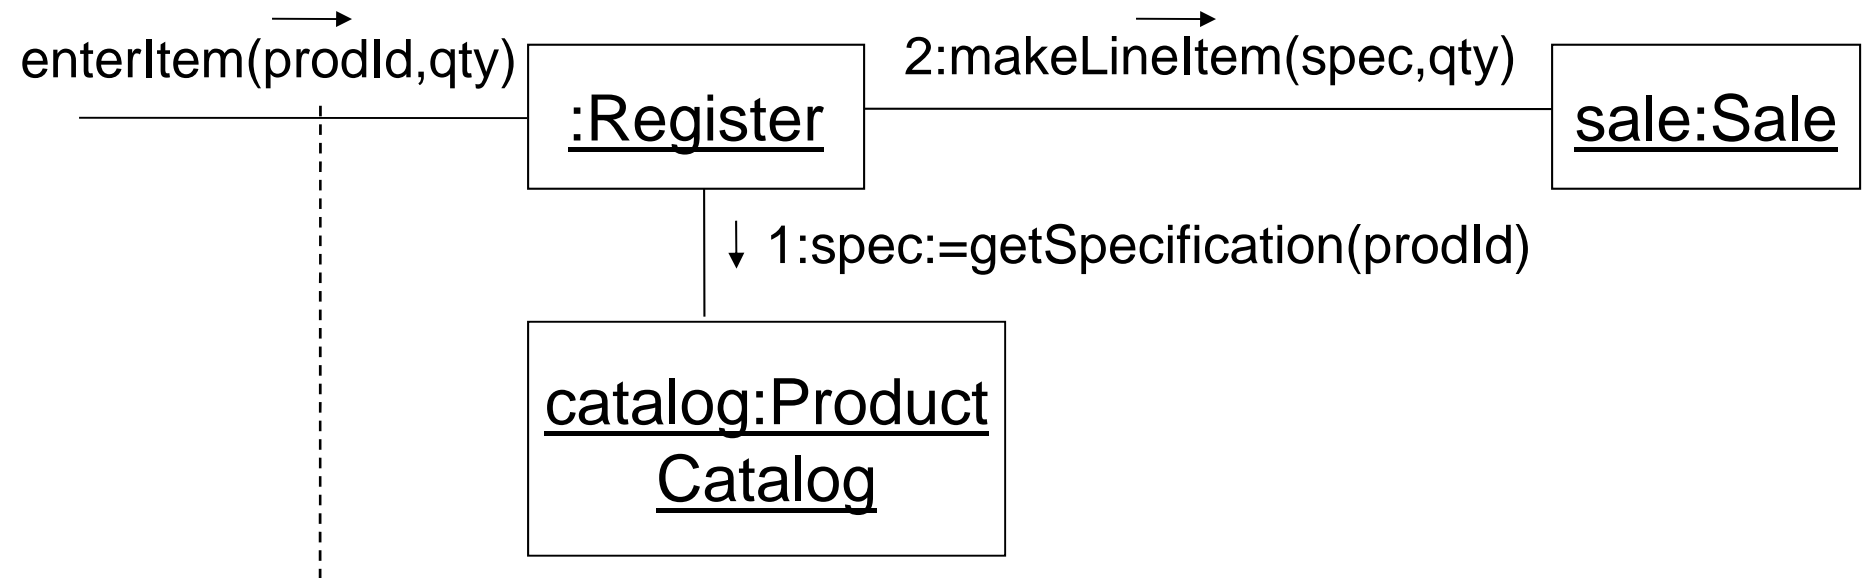 enterItem(prodId,qty)
2:makeLineItem(spec,qty)
:Register
sale:Sale
1:spec:=getSpecification(prodId)
catalog:Product
Catalog